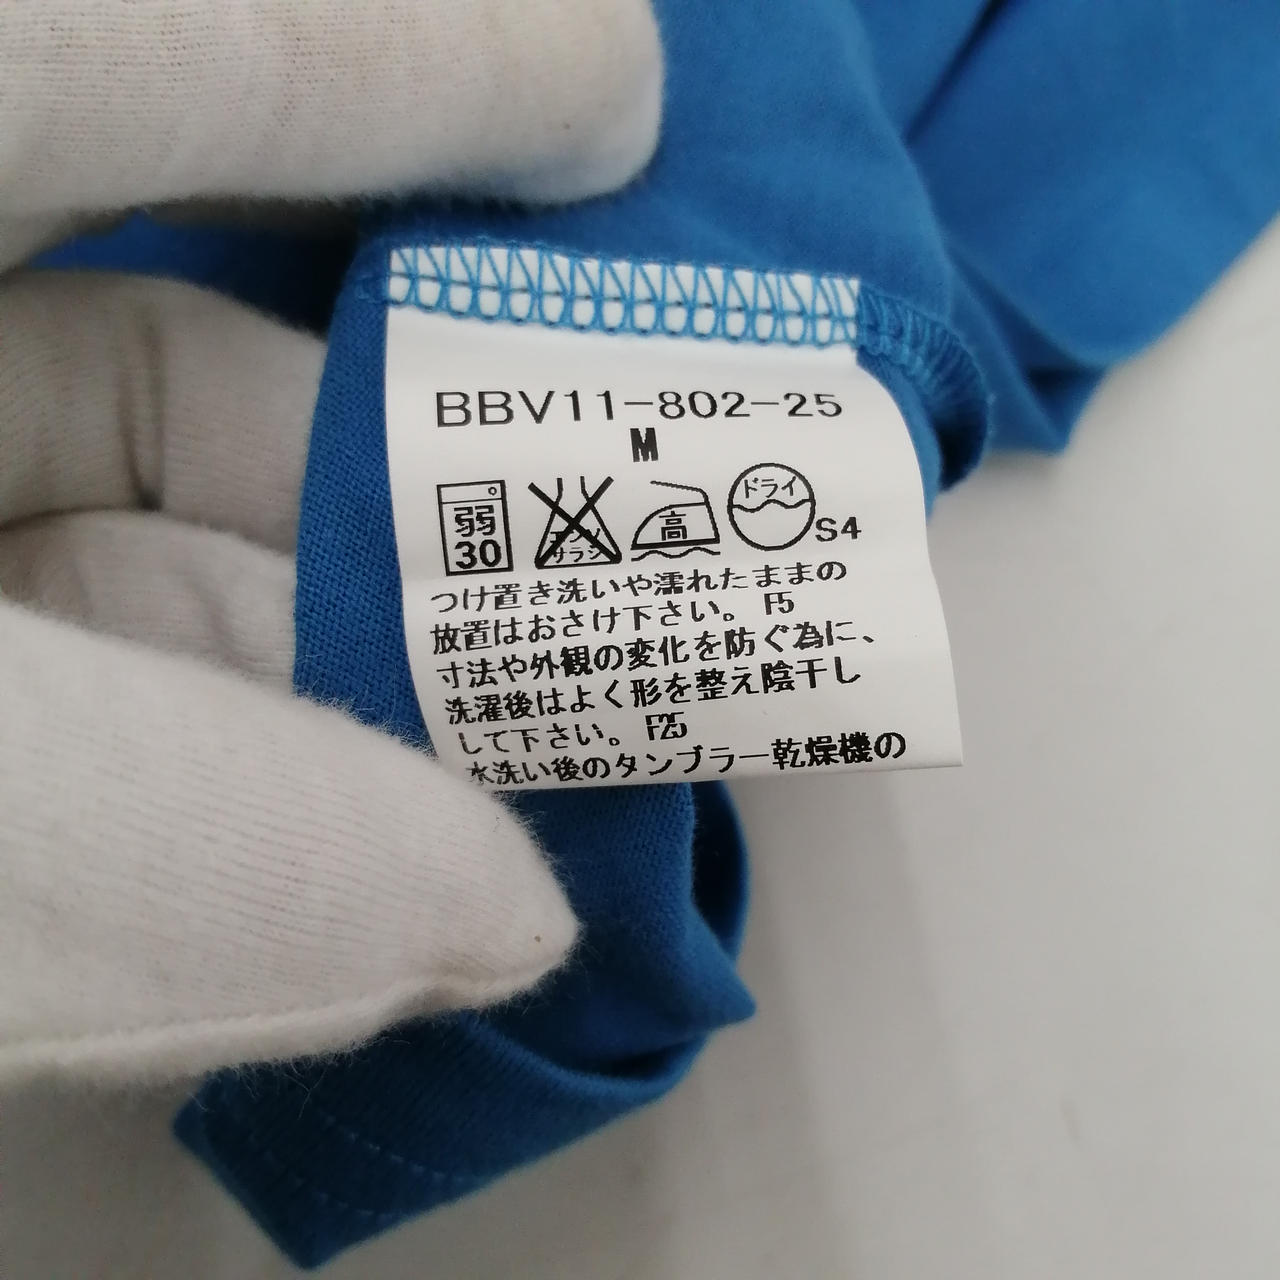 BBV11-802-25
M
弱
30
エンソ
サラシ
高
ドライ
S4
つけ置き洗いや濡れたままの
放置はおさけ下さい。 F5
寸法や外観の変化を防ぐ為に、
洗濯後はよく形を整え陰干し
して下さい。 F25
水洗い後のタンブラー乾燥機の